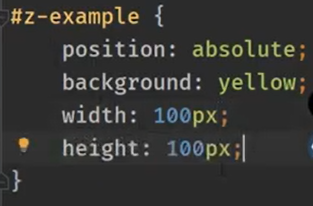 #z-example {
position: absolute;
background: yellow;
width: 100px;
height: 100px;
}